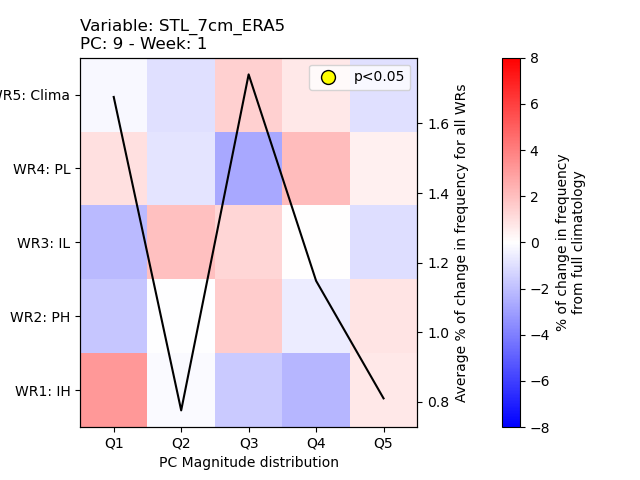 Variable: STL_7cm_ERA5
PC: 9 - Week: 1
p<0.05
WR5: Clima
WR4: PL
WR3: IL
WR2: PH
WR1: IH
Q1 Q2 Q3 Q4 Q5
PC Magnitude distribution
1.6
1.4
1.2
1.0
0.8
Average % of change in frequency for all WRs
8
6
4
2
0
−2
−4
−6
−8
% of change in frequency
from full climatology